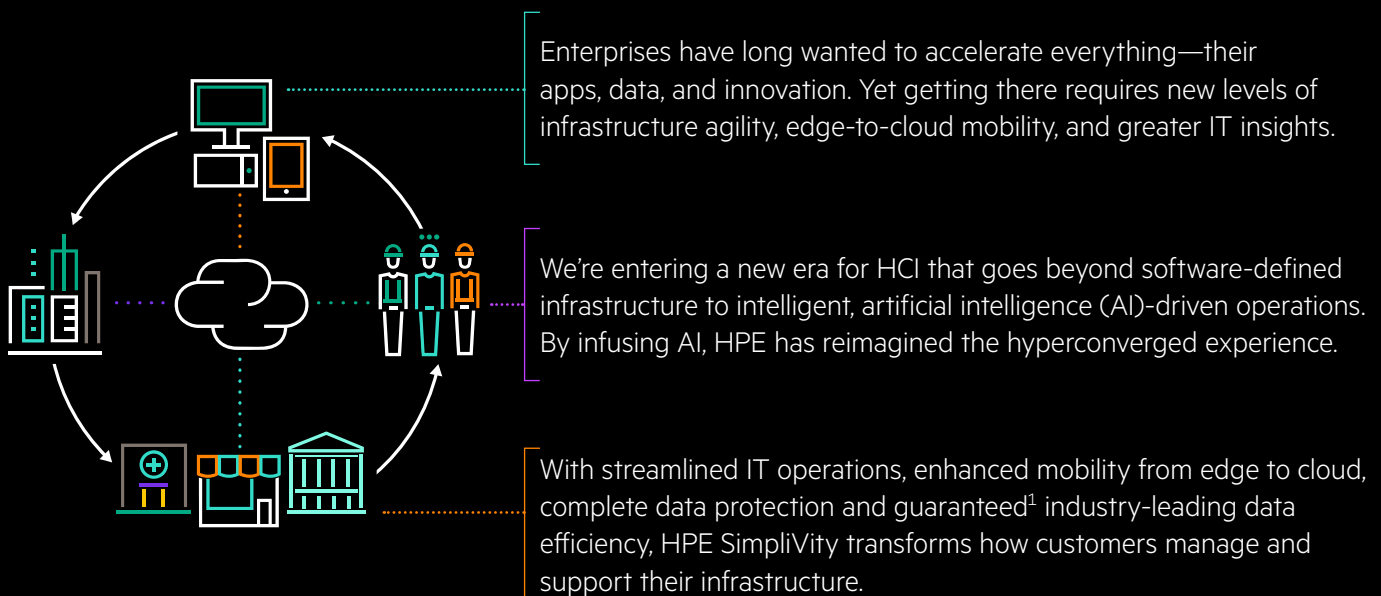 Enterprises have long wanted to accelerate everything—their
apps, data, and innovation. Yet getting there requires new levels of
infrastructure agility, edge-to-cloud mobility, and greater IT insights.
We’re entering a new era for HCI that goes beyond software-defined
infrastructure to intelligent, artificial intelligence (AI)-driven operations.
By infusing AI, HPE has reimagined the hyperconverged experience.
With streamlined IT operations, enhanced mobility from edge to cloud,
complete data protection and guaranteed¹ industry-leading data
efficiency, HPE SimpliVity transforms how customers manage and
support their infrastructure.